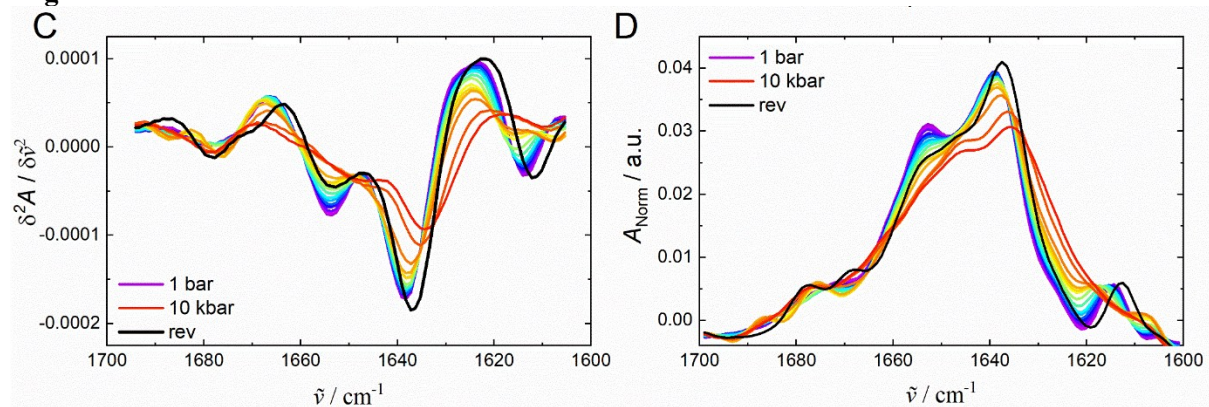 C
0.0001
0.0000
-0.0001
-0.0002
δ²A / δν̃²
1 bar
10 kbar
rev
1700 1680 1660 1640 1620 1600
ν̃ / cm⁻¹
D
0.04
0.03
0.02
0.01
0.00
A_Norm / a.u.
1 bar
10 kbar
rev
1700 1680 1660 1640 1620 1600
ν̃ / cm⁻¹